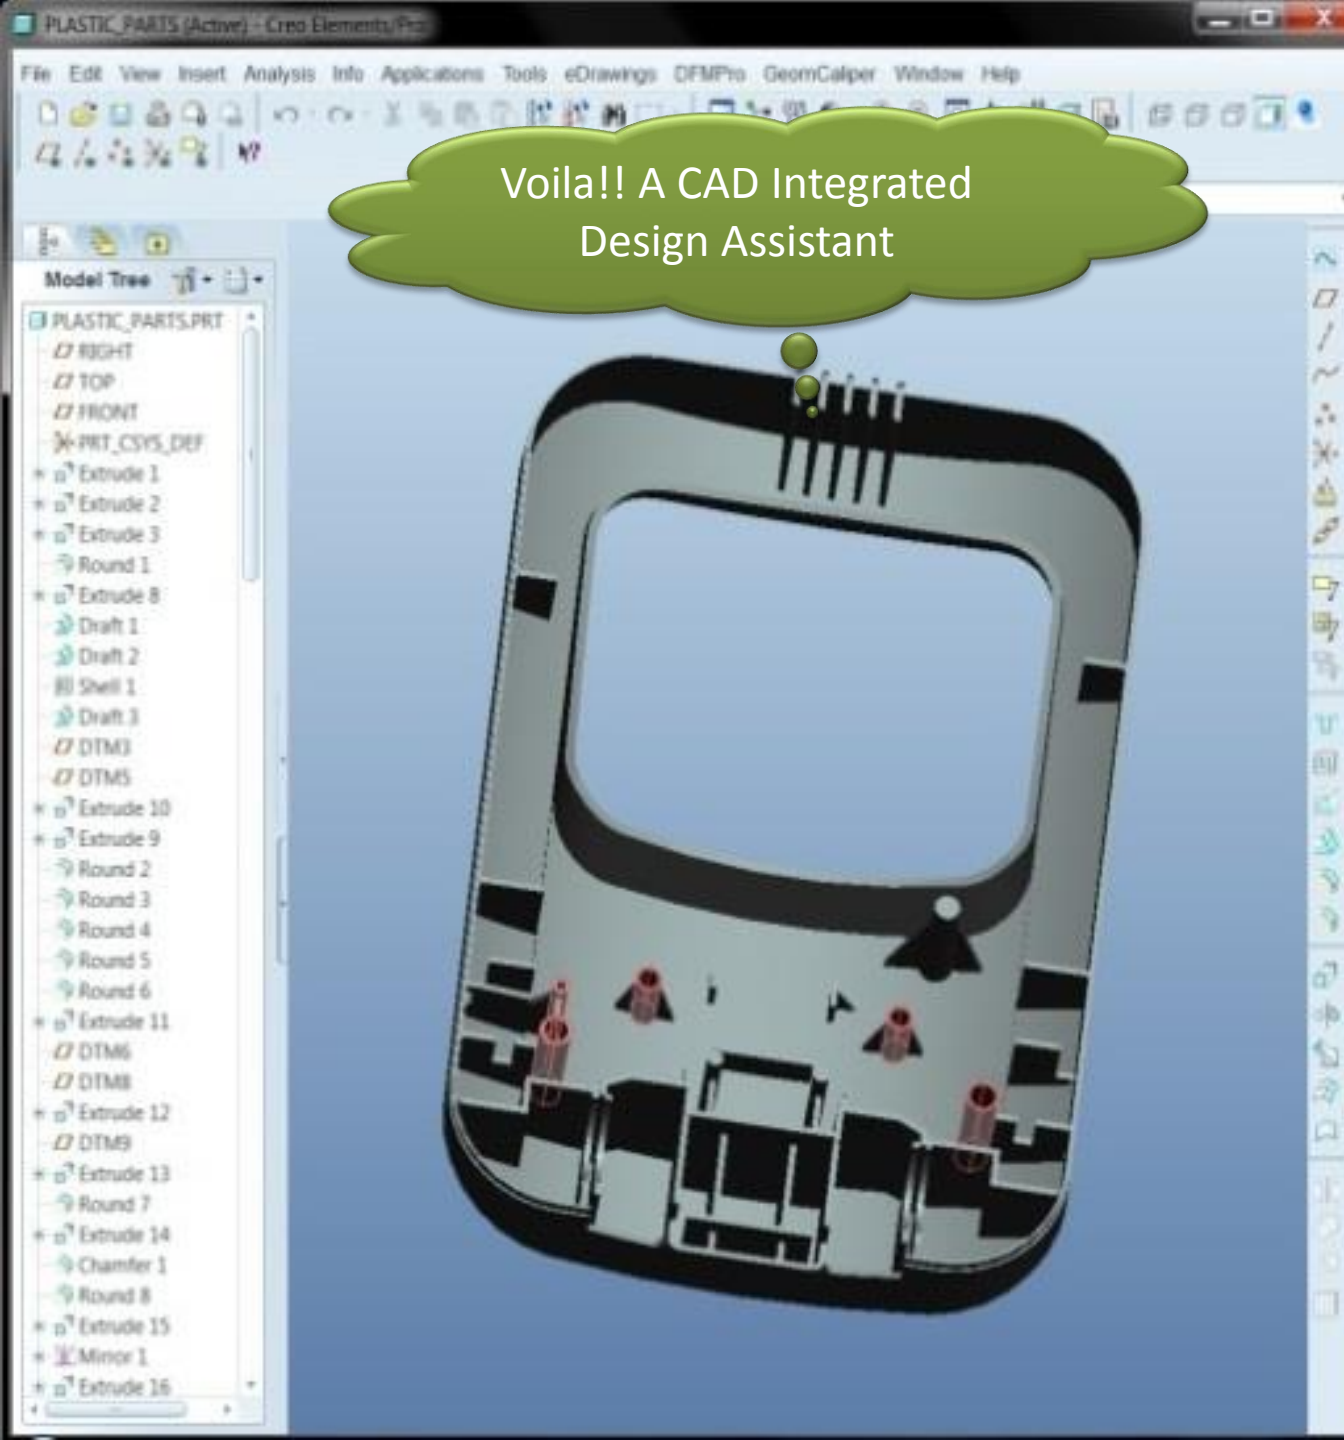 PLASTIC_PARTS (Active) - Creo Elements/Pro
File Edit View Insert Analysis Info Applications Tools eDrawings DFMPro GeomCaliper Window Help
Voila!! A CAD Integrated
Design Assistant
Model Tree
PLASTIC_PARTS.PRT
RIGHT
TOP
FRONT
PRT_CSYS_DEF
Extrude 1
Extrude 2
Extrude 3
Round 1
Extrude 8
Draft 1
Draft 2
Shell 1
Draft 3
DTM3
DTM5
Extrude 10
Extrude 9
Round 2
Round 3
Round 4
Round 5
Round 6
Extrude 11
DTM6
DTM8
Extrude 12
DTM9
Extrude 13
Round 7
Extrude 14
Chamfer 1
Round 8
Extrude 15
Mirror 1
Extrude 16